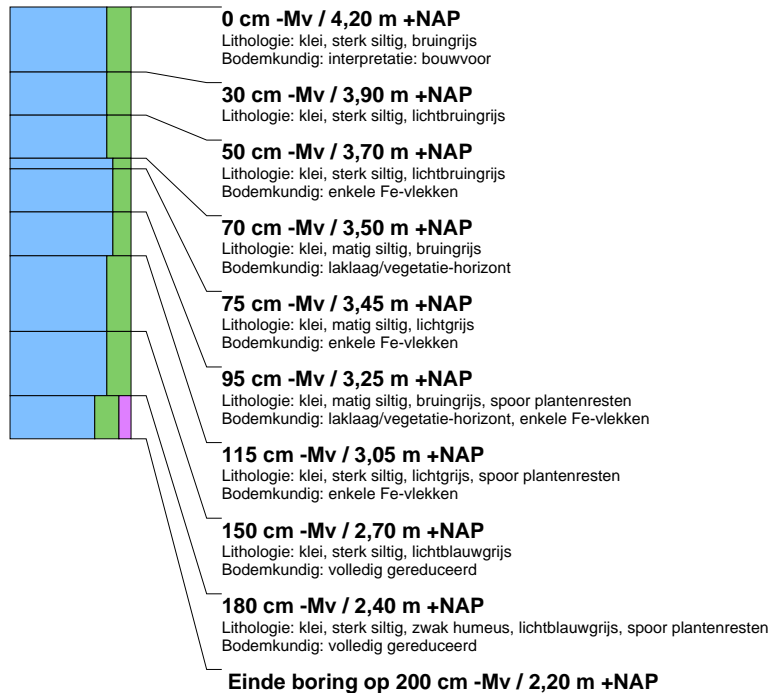 0 cm -Mv / 4,20 m +NAP
Lithologie: klei, sterk siltig, bruingrijs
Bodemkundig: interpretatie: bouwvoor
30 cm -Mv / 3,90 m +NAP
Lithologie: klei, sterk siltig, lichtbruingrijs
50 cm -Mv / 3,70 m +NAP
Lithologie: klei, sterk siltig, lichtbruingrijs
Bodemkundig: enkele Fe-vlekken
70 cm -Mv / 3,50 m +NAP
Lithologie: klei, matig siltig, bruingrijs
Bodemkundig: laklaag/vegetatie-horizont
75 cm -Mv / 3,45 m +NAP
Lithologie: klei, matig siltig, lichtgrijs
Bodemkundig: enkele Fe-vlekken
95 cm -Mv / 3,25 m +NAP
Lithologie: klei, matig siltig, bruingrijs, spoor plantenresten
Bodemkundig: laklaag/vegetatie-horizont, enkele Fe-vlekken
115 cm -Mv / 3,05 m +NAP
Lithologie: klei, sterk siltig, lichtgrijs, spoor plantenresten
Bodemkundig: enkele Fe-vlekken
150 cm -Mv / 2,70 m +NAP
Lithologie: klei, sterk siltig, lichtblauwgrijs
Bodemkundig: volledig gereduceerd
180 cm -Mv / 2,40 m +NAP
Lithologie: klei, sterk siltig, zwak humeus, lichtblauwgrijs, spoor plantenresten
Bodemkundig: volledig gereduceerd
Einde boring op 200 cm -Mv / 2,20 m +NAP